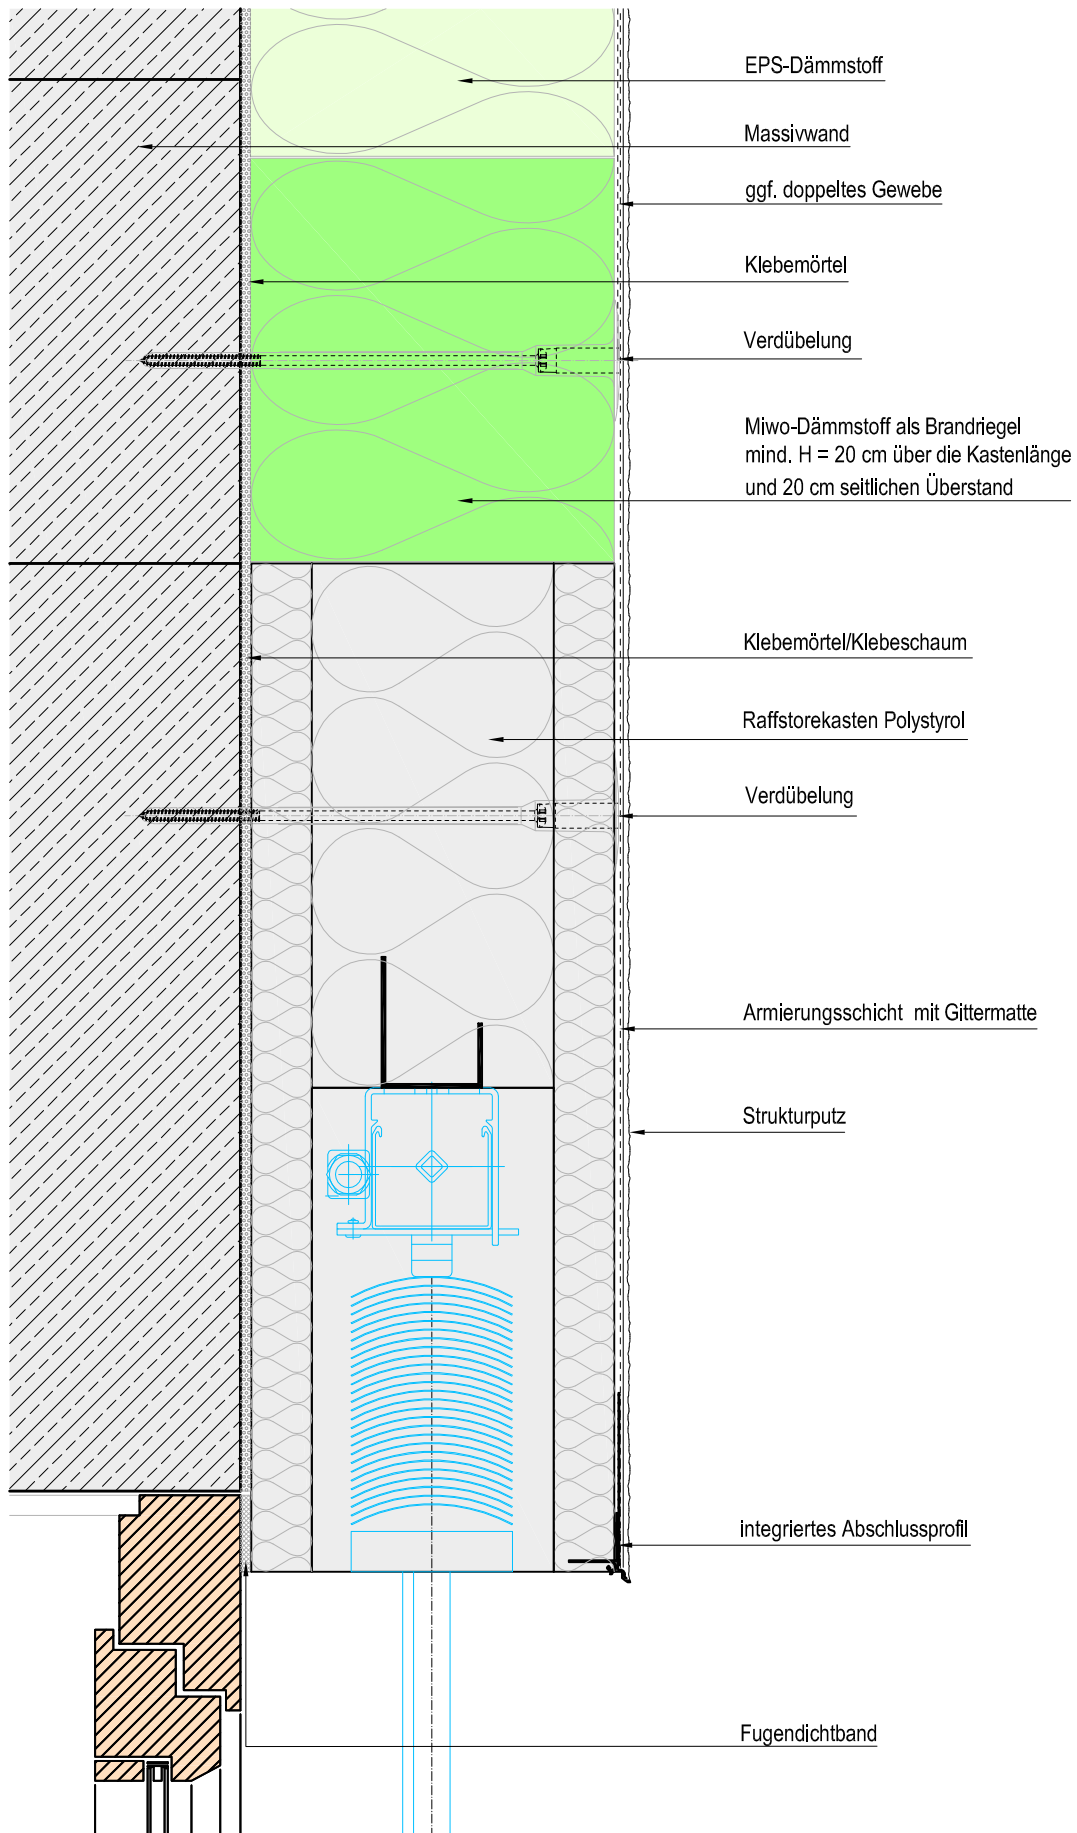 EPS-Dämmstoff
Massivwand
ggf. doppeltes Gewebe
Klebemörtel
Verdübelung
Miwo-Dämmstoff als Brandriegel
mind. H = 20 cm über die Kastenlänge
und 20 cm seitlichen Überstand
Klebemörtel/Klebeschaum
Raffstorekasten Polystyrol
Verdübelung
Armierungsschicht mit Gittermatte
Strukturputz
integriertes Abschlussprofil
Fugendichtband